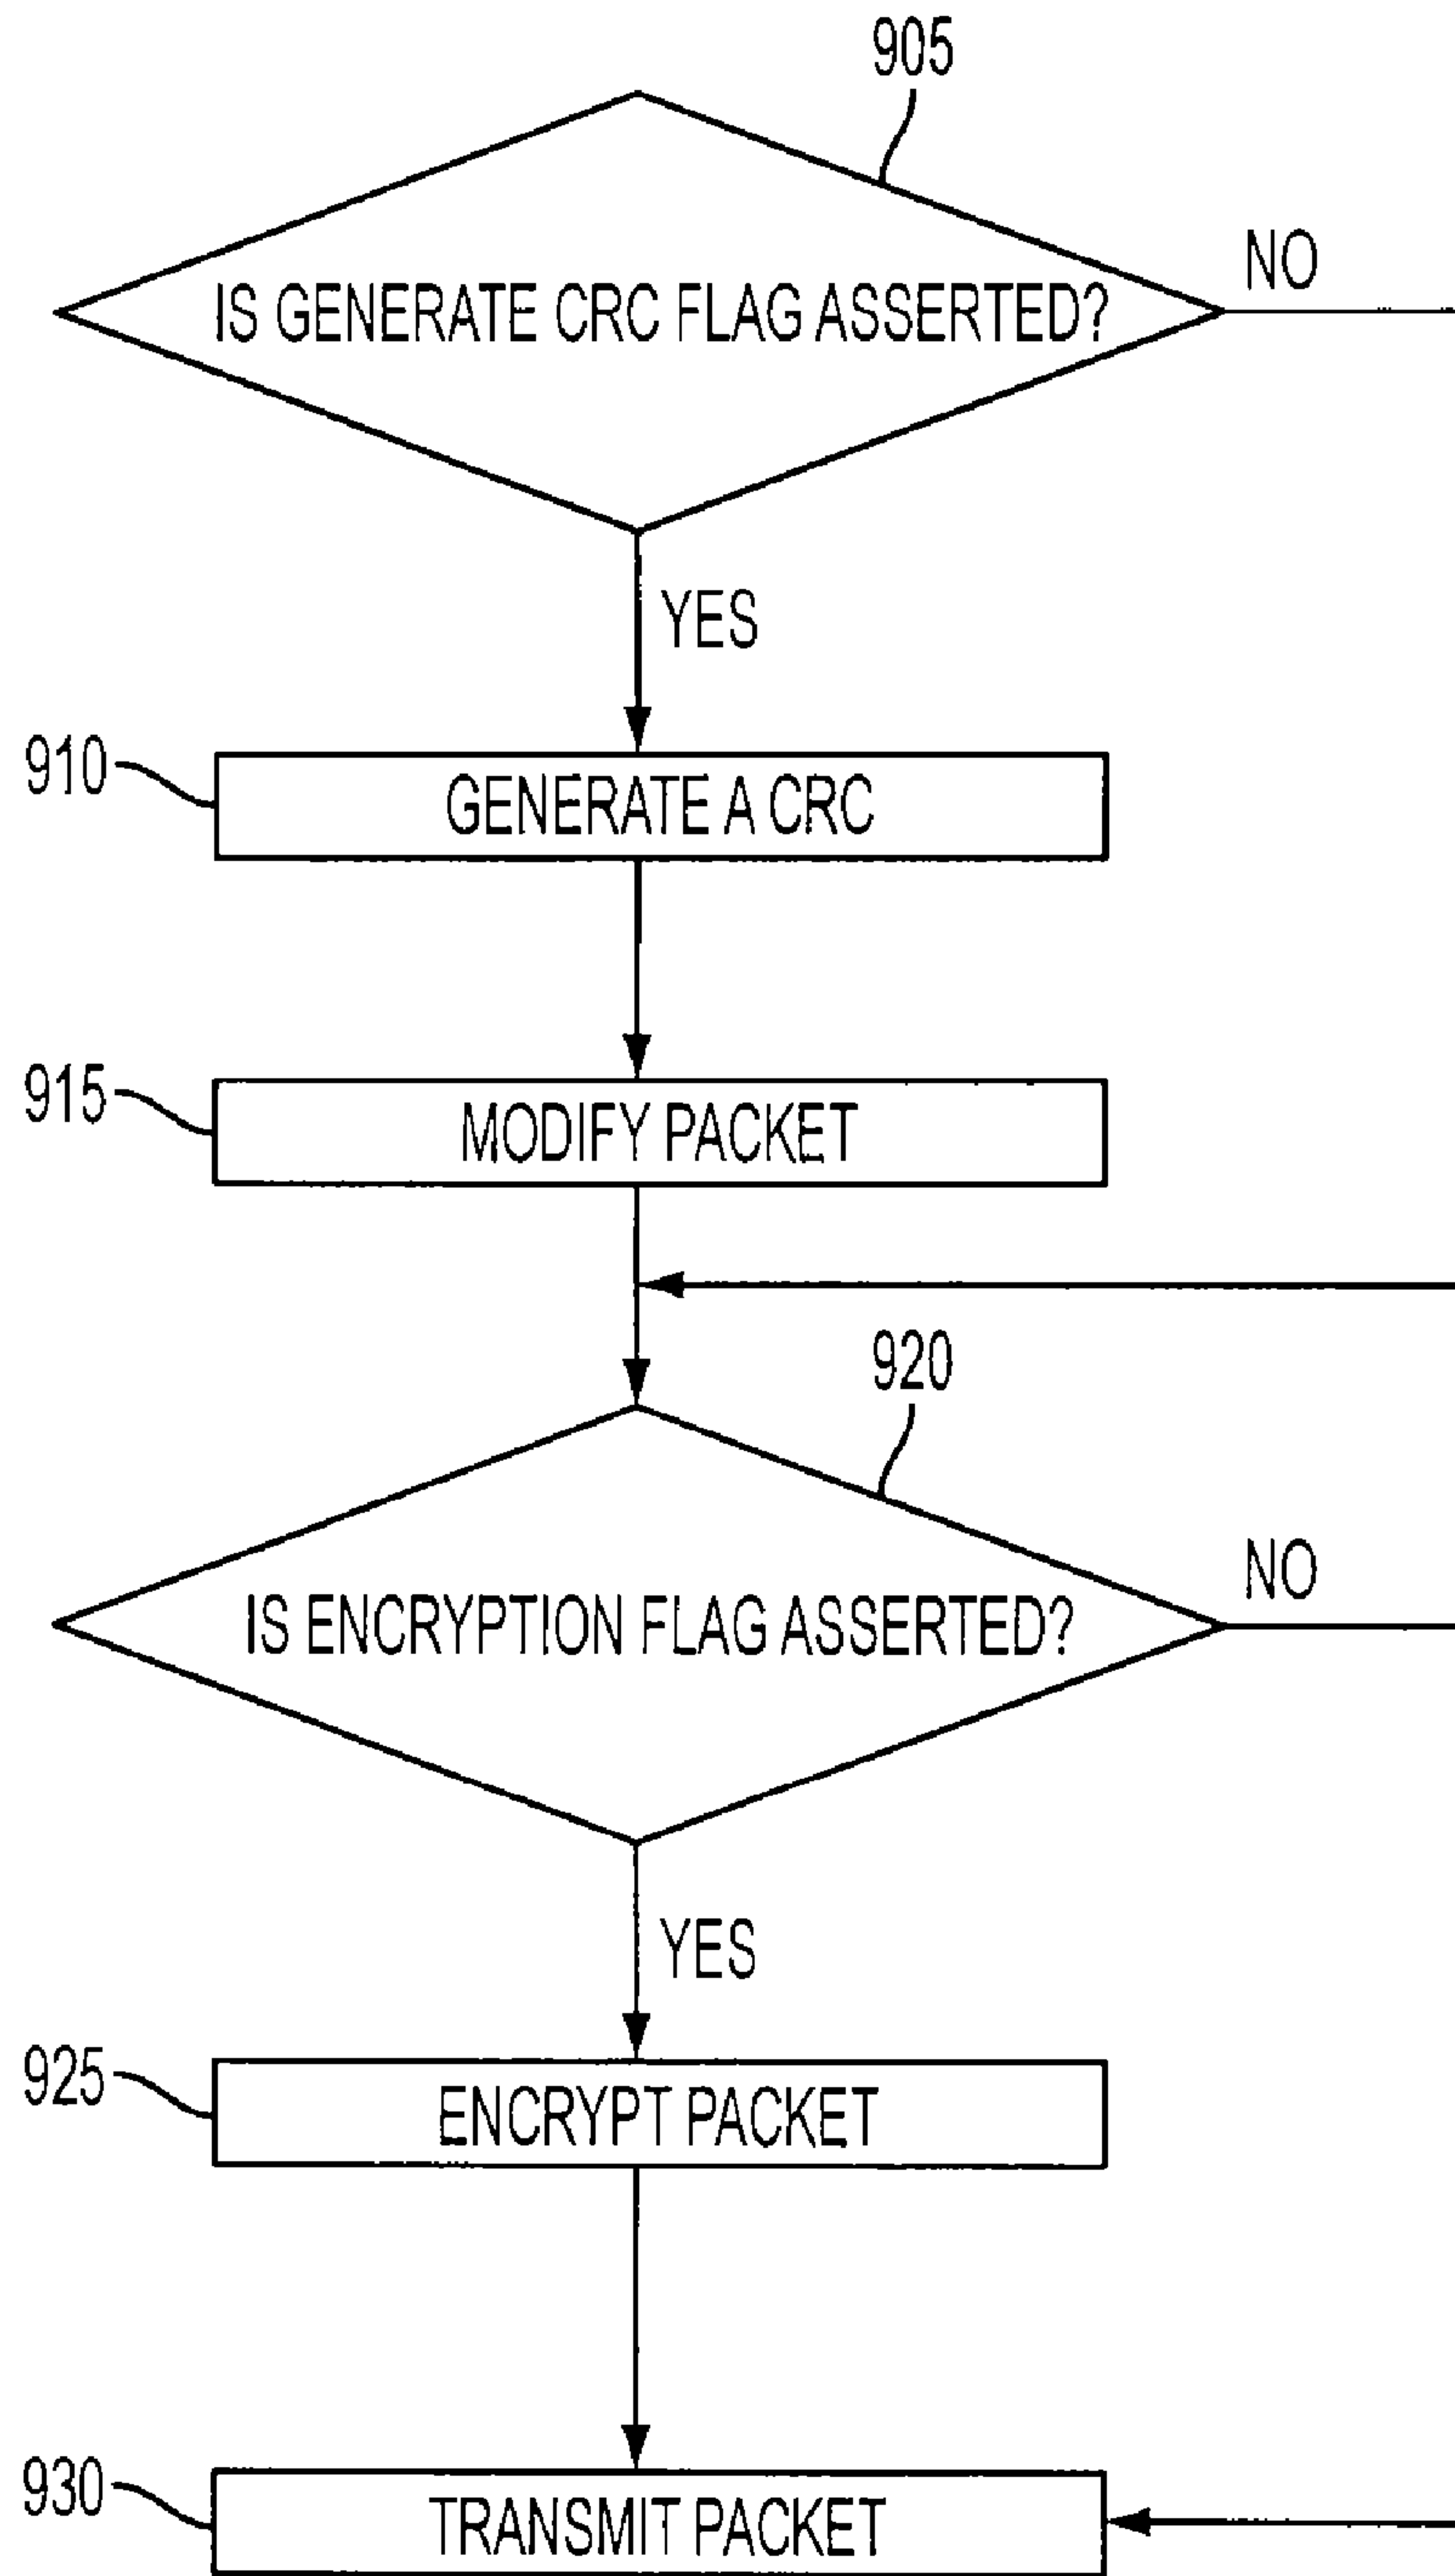 905
IS GENERATE CRC FLAG ASSERTED?
NO
YES
910
GENERATE A CRC
915
MODIFY PACKET
920
IS ENCRYPTION FLAG ASSERTED?
NO
YES
925
ENCRYPT PACKET
930
TRANSMIT PACKET